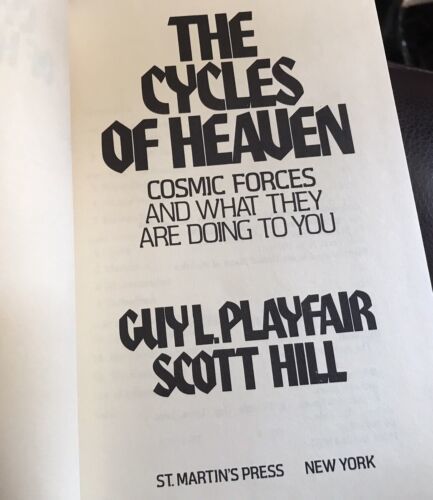 THE
CYCLES
OF HEAVEN
COSMIC FORCES
AND WHAT THEY
ARE DOING TO YOU
GUY L. PLAYFAIR
SCOTT HILL
ST. MARTIN'S PRESS NEW YORK